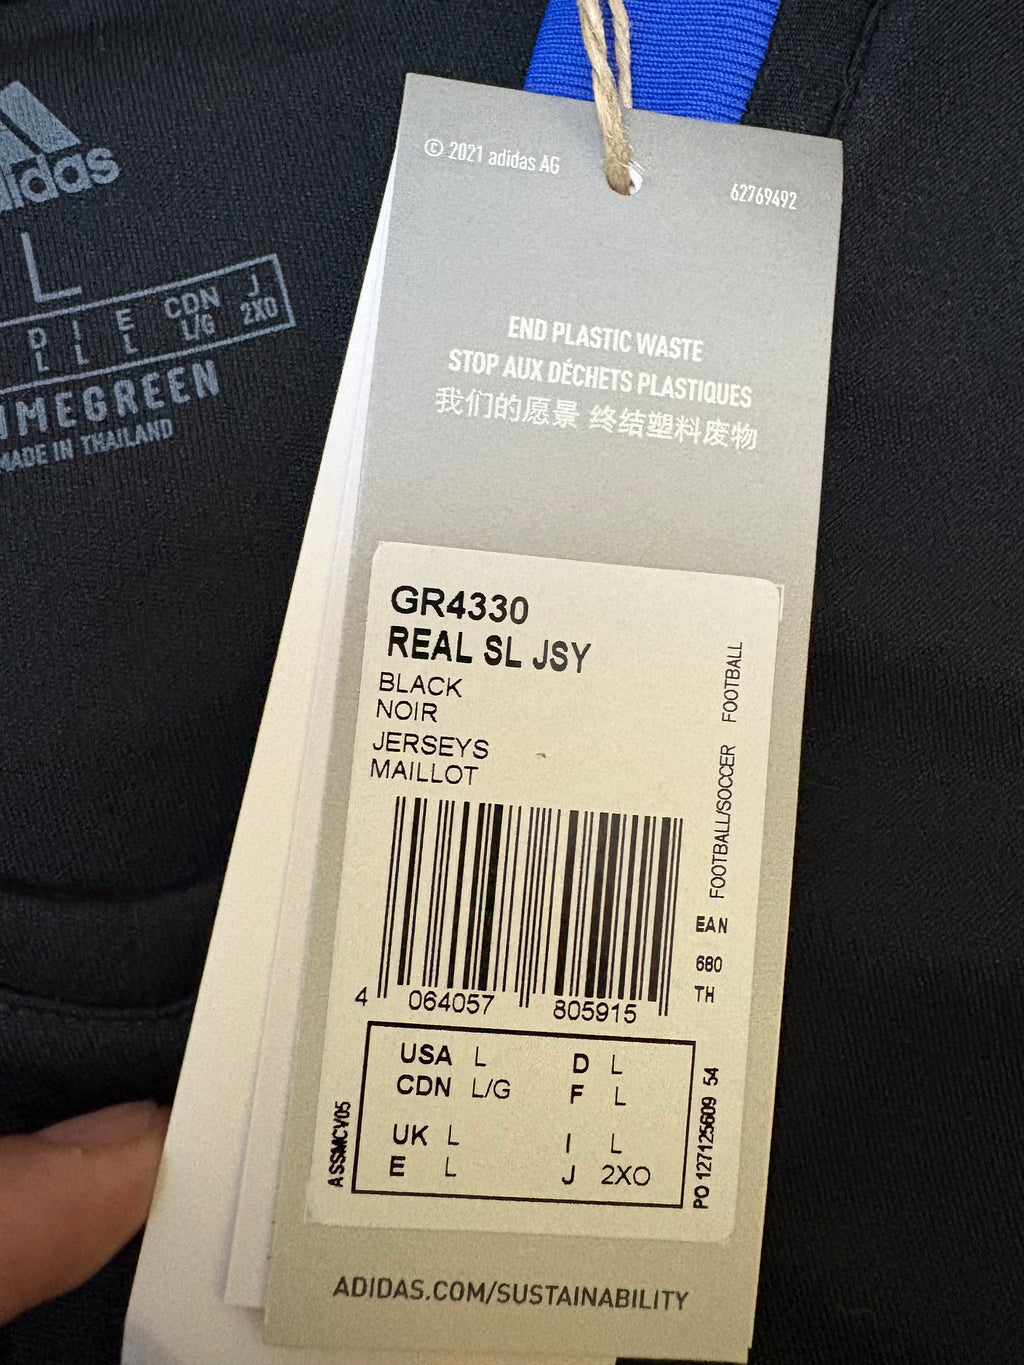 adidas
L
D I E CDN J
L L L L/G 2XO
MADE IN THAILAND
© 2021 adidas AG
62769492
END PLASTIC WASTE
STOP AUX DÉCHETS PLASTIQUES
我们的愿景 终结塑料废物
GR4330
REAL SL JSY
BLACK
NOIR
JERSEYS
MAILLOT
FOOTBALL/SOCCER FOOTBALL
EAN
680
TH
4 064057 805915
USA L D L
CDN L/G F L
UK L I L
E L J 2XO
ASSMCV05
PO 127125609 54
ADIDAS.COM/SUSTAINABILITY